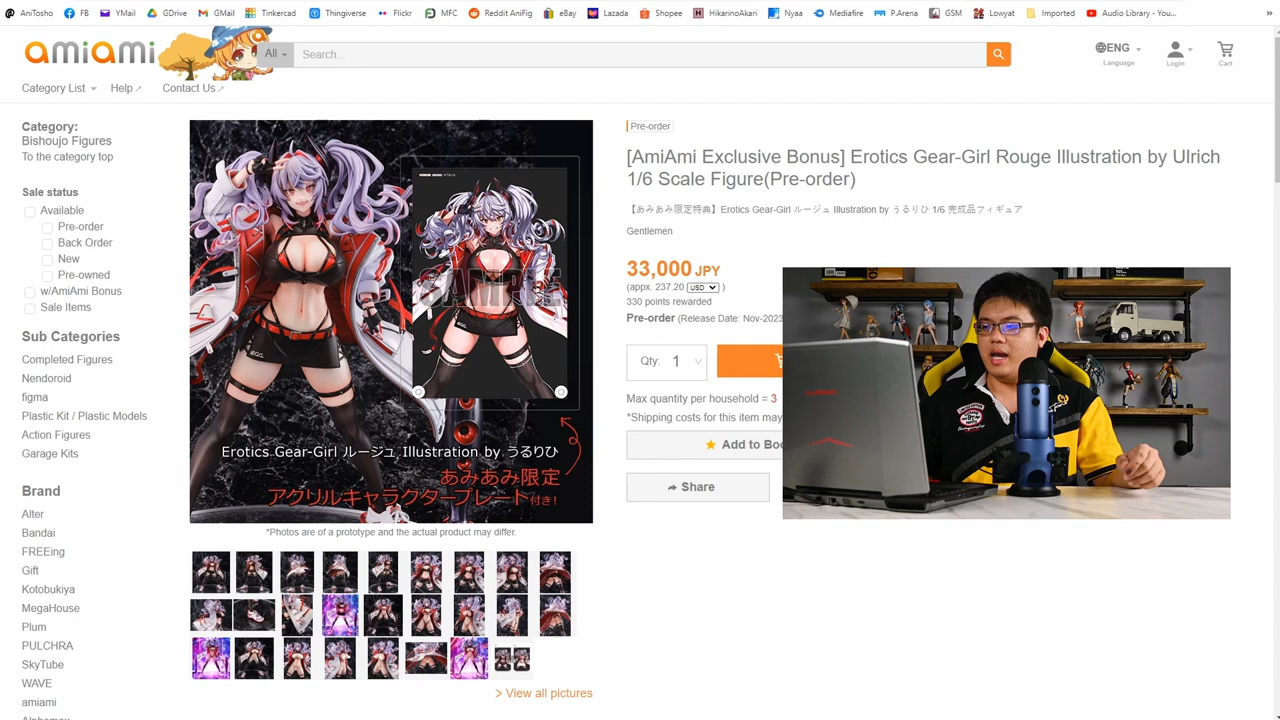 AniTosho FB YMail GDrive GMail Tinkercad Thingiverse Flickr MFC Reddit AniFig eBay Lazada Shopee HikarinoAkari Nyaa Mediafire P.Arena GSM Lowyat Imported Audio Library - You... »
amiami
All
Search...
ENG
Language
Login
Cart
Category List Help Contact Us
Category:
Bishoujo Figures
To the category top
Sale status
Available
Pre-order
Back Order
New
Pre-owned
w/AmiAmi Bonus
Sale Items
Sub Categories
Completed Figures
Nendoroid
figma
Plastic Kit / Plastic Models
Action Figures
Garage Kits
Brand
Alter
Bandai
FREEing
Gift
Kotobukiya
MegaHouse
Plum
PULCHRA
SkyTube
WAVE
amiami
SAMPLE
Erotics Gear-Girl ルージュ Illustration by うるりひ
あみあみ限定
アクリルキャラクタープレート付き!
*Photos are of a prototype and the actual product may differ.
> View all pictures
Pre-order
[AmiAmi Exclusive Bonus] Erotics Gear-Girl Rouge Illustration by Ulrich
1/6 Scale Figure(Pre-order)
【あみあみ限定特典】Erotics Gear-Girl ルージュ Illustration by うるりひ 1/6 完成品フィギュア
Gentlemen
33,000 JPY
(appx. 237.20 USD )
330 points rewarded
Pre-order (Release Date: Nov-2023
Qty: 1
Max quantity per household = 3
*Shipping costs for this item may
Add to Boo
Share